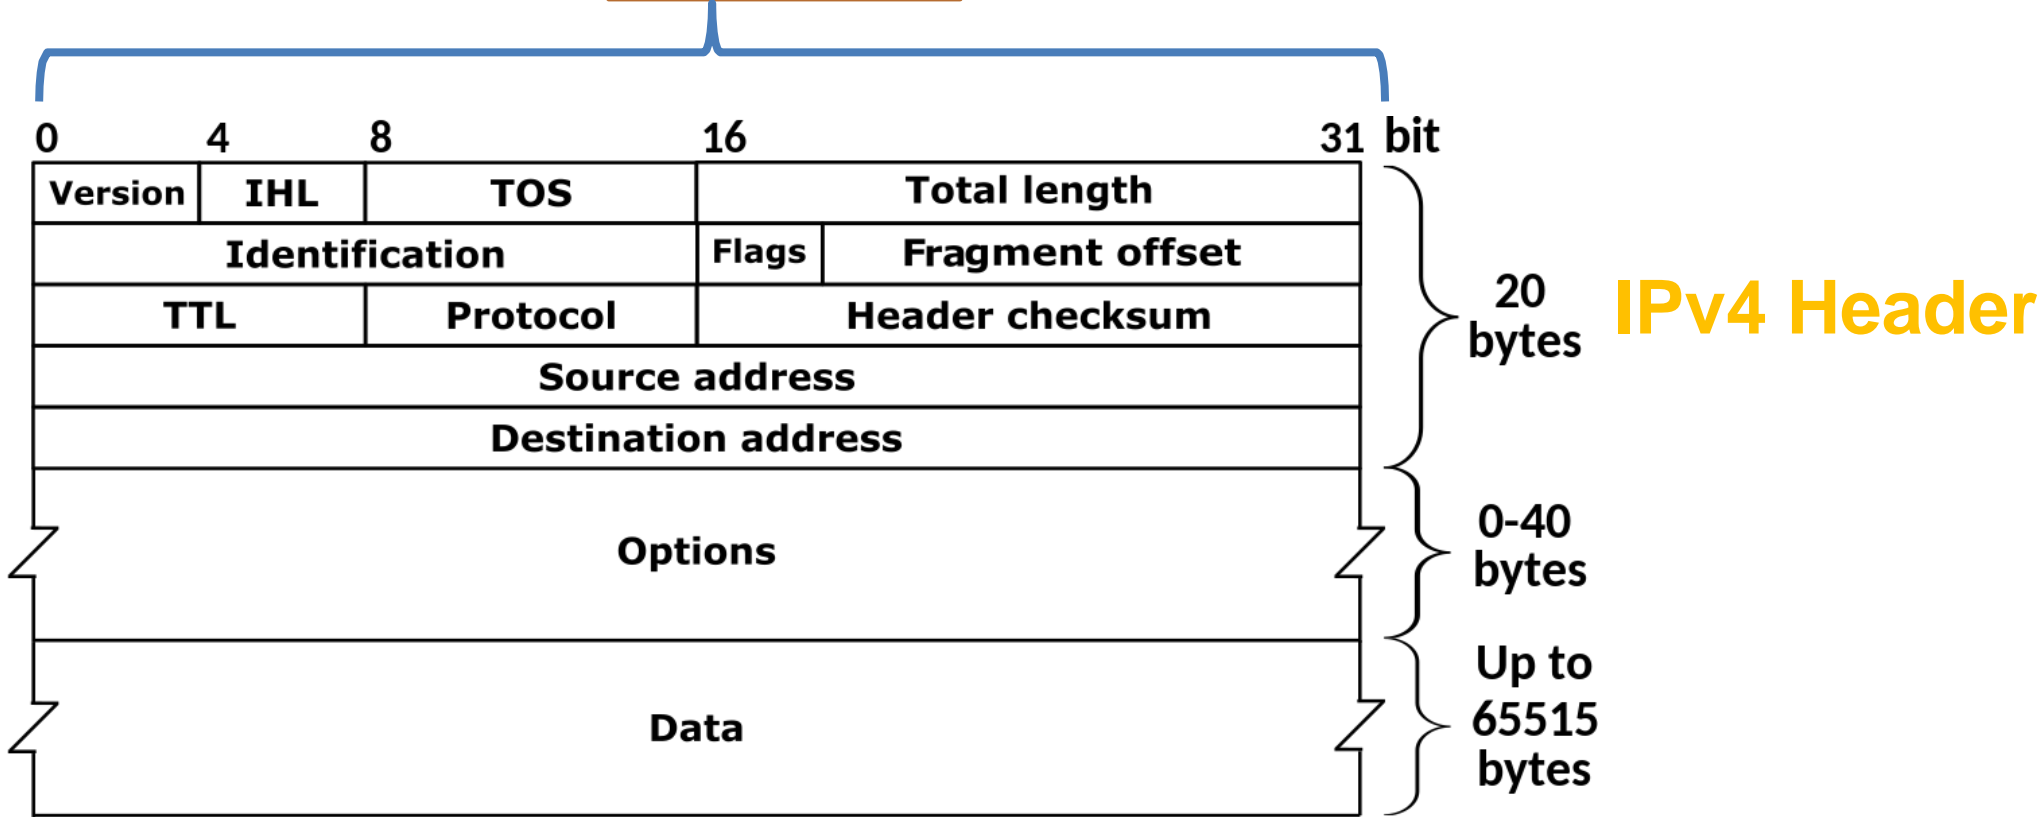 0 4 8 16 31 bit
Version IHL TOS Total length
Identification Flags Fragment offset
TTL Protocol Header checksum
Source address
Destination address
20
bytes
IPv4 Header
Options
0-40
bytes
Data
Up to
65515
bytes